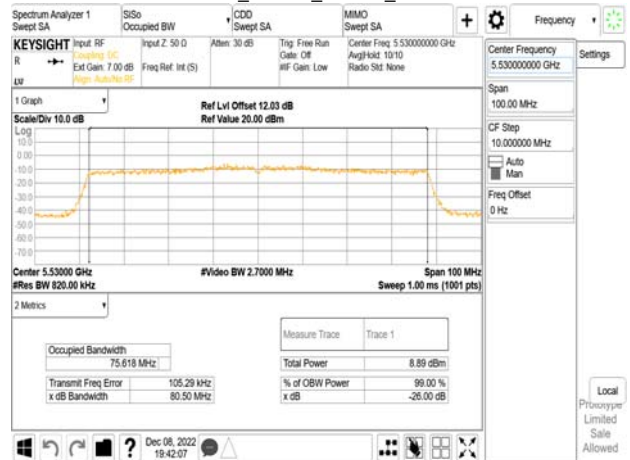 Spectrum Analyzer 1
Swept SA
SISo
Occupied BW
CDD
Swept SA
MIMO
Swept SA
+
Frequency
KEYSIGHT
R
Input: RF
Coupling: DC
Ext Gain: 7.00 dB
Align: Auto/No RF
Input Z: 50 Ω
Freq Ref: Int (S)
Atten: 30 dB
Trig: Free Run
Gate: Off
#IF Gain: Low
Center Freq: 5.530000000 GHz
Avg|Hold: 10/10
Radio Std: None
Center Frequency
5.530000000 GHz
Settings
Span
100.00 MHz
CF Step
10.000000 MHz
Auto
Man
Freq Offset
0 Hz
1 Graph
Scale/Div 10.0 dB
Ref Lvl Offset 12.03 dB
Ref Value 20.00 dBm
Log
10.0
0.00
-10.0
-20.0
-30.0
-40.0
-50.0
-60.0
-70.0
Center 5.53000 GHz
#Res BW 820.00 kHz
#Video BW 2.7000 MHz
Span 100 MHz
Sweep 1.00 ms (1001 pts)
2 Metrics
Measure Trace
Trace 1
Occupied Bandwidth
75.618 MHz
Total Power
8.89 dBm
Transmit Freq Error
105.29 kHz
% of OBW Power
99.00 %
x dB Bandwidth
80.50 MHz
x dB
-26.00 dB
Local
Prototype
Limited
Sale
Allowed
?
Dec 08, 2022
19:42:07